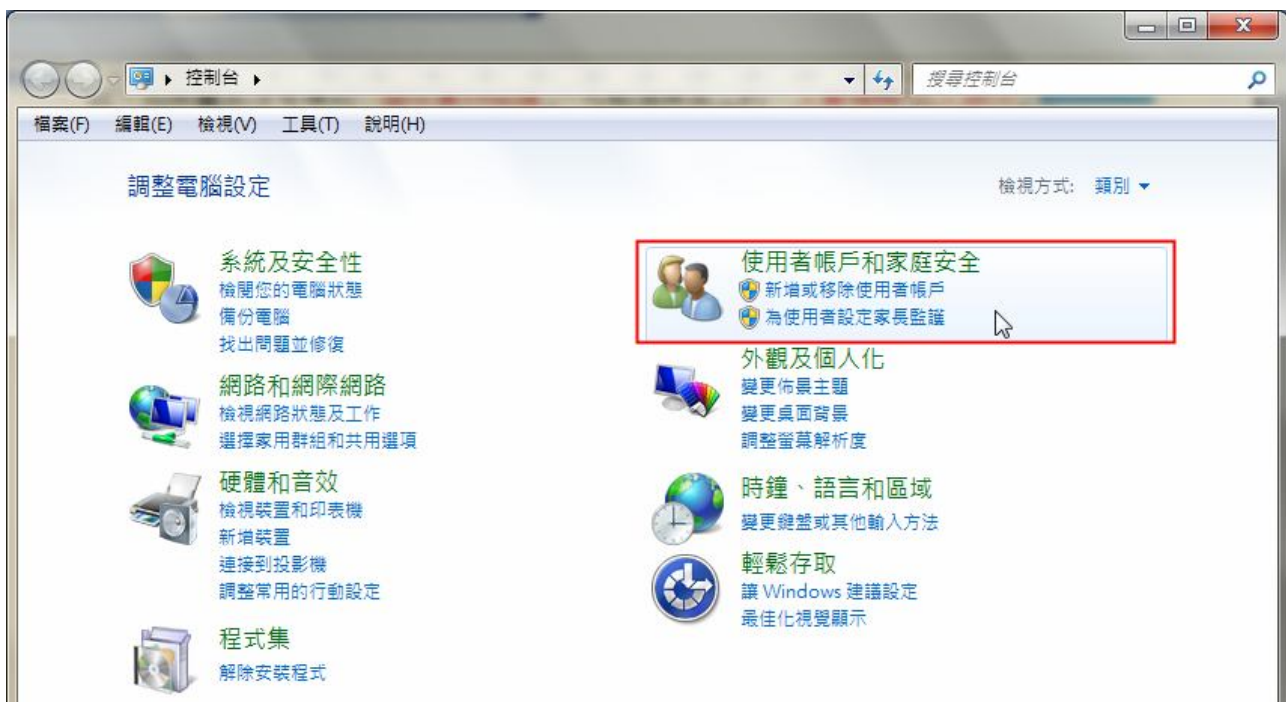 控制台
搜尋控制台
檔案(F) 編輯(E) 檢視(V) 工具(T) 說明(H)
調整電腦設定
檢視方式: 類別
系統及安全性
檢閱您的電腦狀態
備份電腦
找出問題並修復
網路和網際網路
檢視網路狀態及工作
選擇家用群組和共用選項
硬體和音效
檢視裝置和印表機
新增裝置
連接到投影機
調整常用的行動設定
程式集
解除安裝程式
使用者帳戶和家庭安全
新增或移除使用者帳戶
為使用者設定家長監護
外觀及個人化
變更佈景主題
變更桌面背景
調整螢幕解析度
時鐘、語言和區域
變更鍵盤或其他輸入方法
輕鬆存取
讓 Windows 建議設定
最佳化視覺顯示